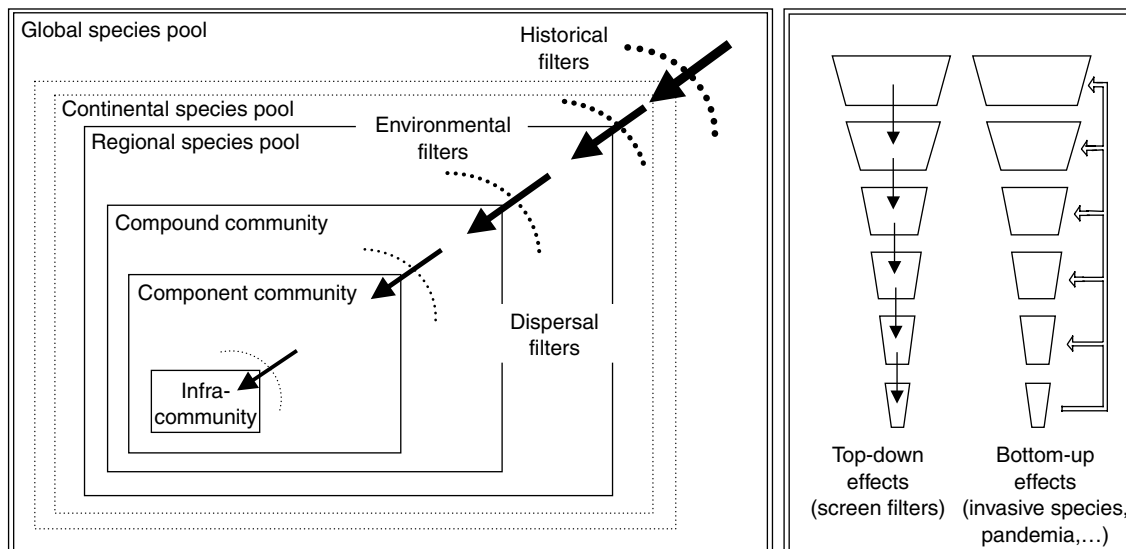 Global species pool
Historical
filters
Continental species pool
Regional species pool
Environmental
filters
Compound community
Component community
Dispersal
filters
Infra-
community
Top-down
effects
(screen filters)
Bottom-up
effects
(invasive species,
pandemia,...)